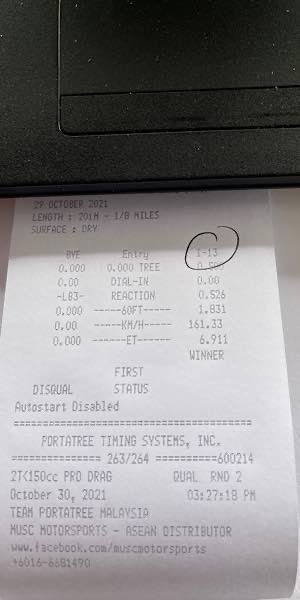 29 OCTOBER 2021
LENGTH : 201M - 1/8 MILES
SURFACE : DRY
BYE Entry I-13
0.000 0.000 TREE 0.500
0.00 DIAL-IN 0.00
-LB3- REACTION 0.526
0.000 -----60FT----- 1.831
0.00 -----KM/H----- 161.33
0.000 ------ET------ 6.911
WINNER
FIRST
DISQUAL STATUS
Autostart Disabled
========================================
PORTATREE TIMING SYSTEMS, INC.
=============== 263/264 ==========600214
2T<150cc PRO DRAG QUAL RND 2
October 30, 2021 03:27:18 PM
TEAM PORTATREE MALAYSIA
MUSC MOTORSPORTS - ASEAN DISTRIBUTOR
www.facebook.com/muscmotorsports
+6016-6681490